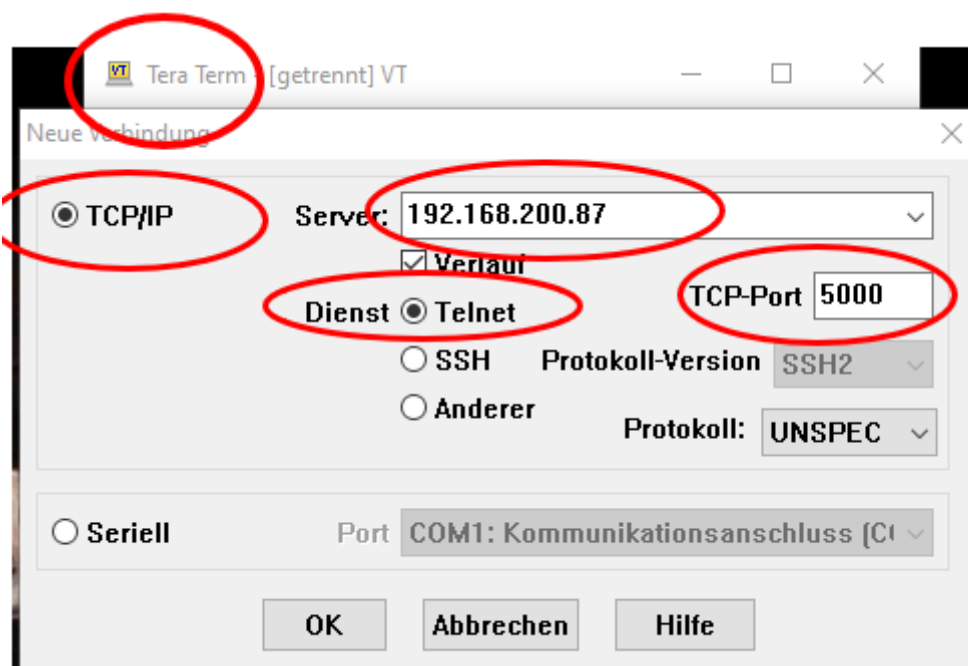 VT Tera Term - [getrennt] VT
Neue Verbindung
TCP/IP Server: 192.168.200.87
Verlauf
Dienst Telnet TCP-Port 5000
SSH Protokoll-Version SSH2
Anderer
Protokoll: UNSPEC
Seriell Port COM1: Kommunikationsanschluss (C
OK Abbrechen Hilfe